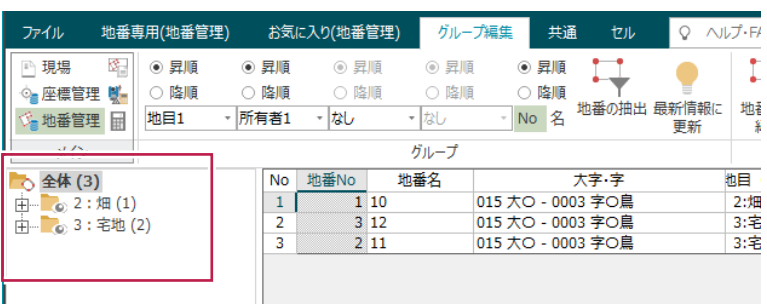 ファイル 地番専用(地番管理) お気に入り(地番管理) グループ編集 共通 セル ヘルプ・FA
現場 昇順 昇順 昇順 昇順 昇順
座標管理 降順 降順 降順 降順 降順 地番の抽出 最新情報に更新 地番
地番管理 地目1 所有者1 なし なし No 名
グループ
全体 (3)
2 : 畑 (1)
3 : 宅地 (2)
No 地番No 地番名 大字・字 地目
1 1 10 015 大〇 - 0003 字〇鳥 2:畑
2 3 12 015 大〇 - 0003 字〇鳥 3:宅
3 2 11 015 大〇 - 0003 字〇鳥 3:宅